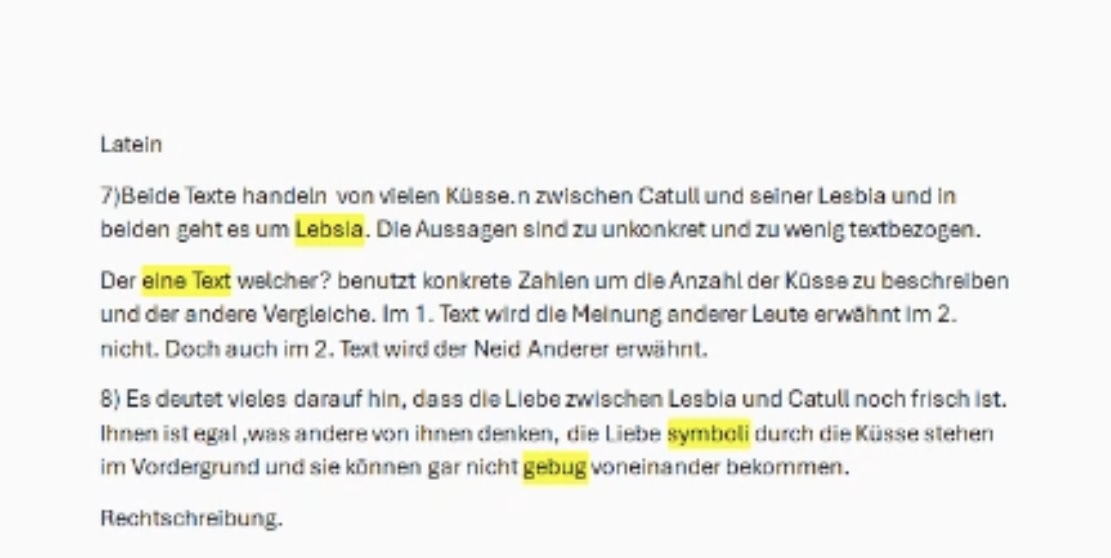 Latein
7)Beide Texte handeln von vielen Küsse.n zwischen Catull und seiner Lesbia und in
beiden geht es um Lebsia. Die Aussagen sind zu unkonkret und zu wenig textbezogen.
Der eine Text welcher? benutzt konkrete Zahlen um die Anzahl der Küsse zu beschreiben
und der andere Vergleiche. Im 1. Text wird die Meinung anderer Leute erwähnt im 2.
nicht. Doch auch im 2. Text wird der Neid Anderer erwähnt.
8) Es deutet vieles darauf hin, dass die Liebe zwischen Lesbia und Catull noch frisch ist.
Ihnen ist egal ,was andere von ihnen denken, die Liebe symboli durch die Küsse stehen
im Vordergrund und sie können gar nicht gebug voneinander bekommen.
Rechtschreibung.